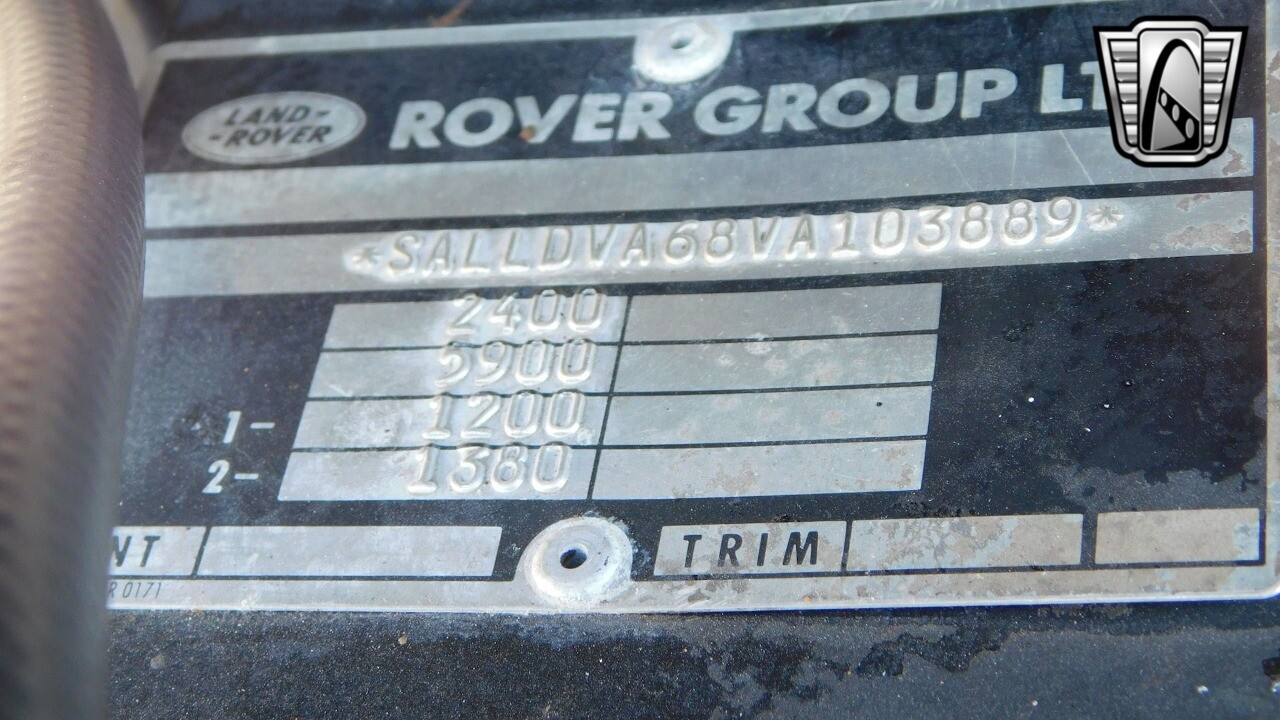 LAND-
-ROVER
ROVER GROUP LT
*SALLDVA68VA103889*
2400
5900
1- 1200
2- 1380
NT
TRIM
R 0171